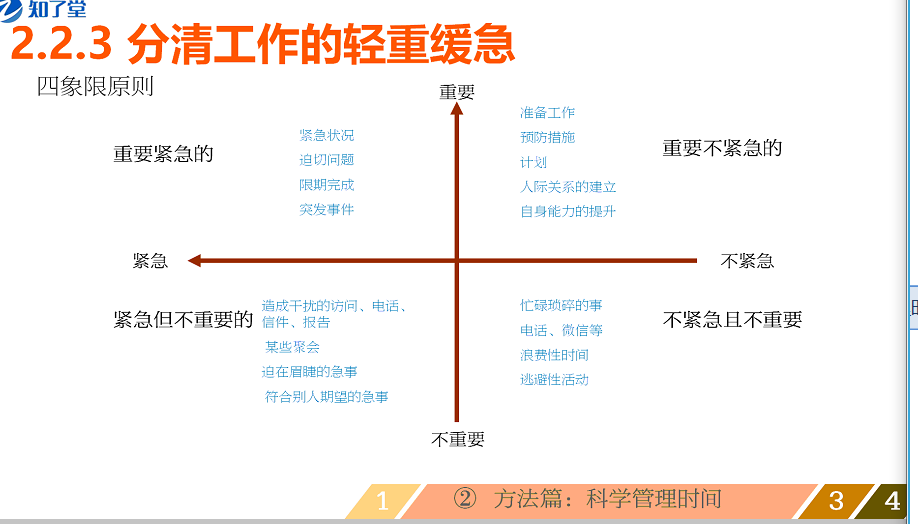 知了堂
2.2.3 分清工作的轻重缓急
四象限原则
重要
重要紧急的
紧急状况
迫切问题
限期完成
突发事件
准备工作
预防措施
计划
人际关系的建立
自身能力的提升
重要不紧急的
紧急
不紧急
紧急但不重要的
造成干扰的访问、电话、
信件、报告
某些聚会
迫在眉睫的急事
符合别人期望的急事
忙碌琐碎的事
电话、微信等
浪费性时间
逃避性活动
不紧急且不重要
不重要
1
② 方法篇：科学管理时间
3
4